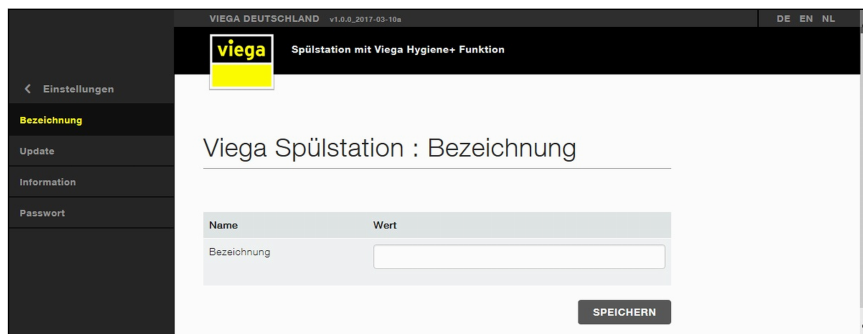 VIEGA DEUTSCHLAND v1.0.0_2017-03-10a DE EN NL
viega Spülstation mit Viega Hygiene+ Funktion
Einstellungen
Bezeichnung
Update
Information
Passwort
Viega Spülstation : Bezeichnung
Name Wert
Bezeichnung
SPEICHERN